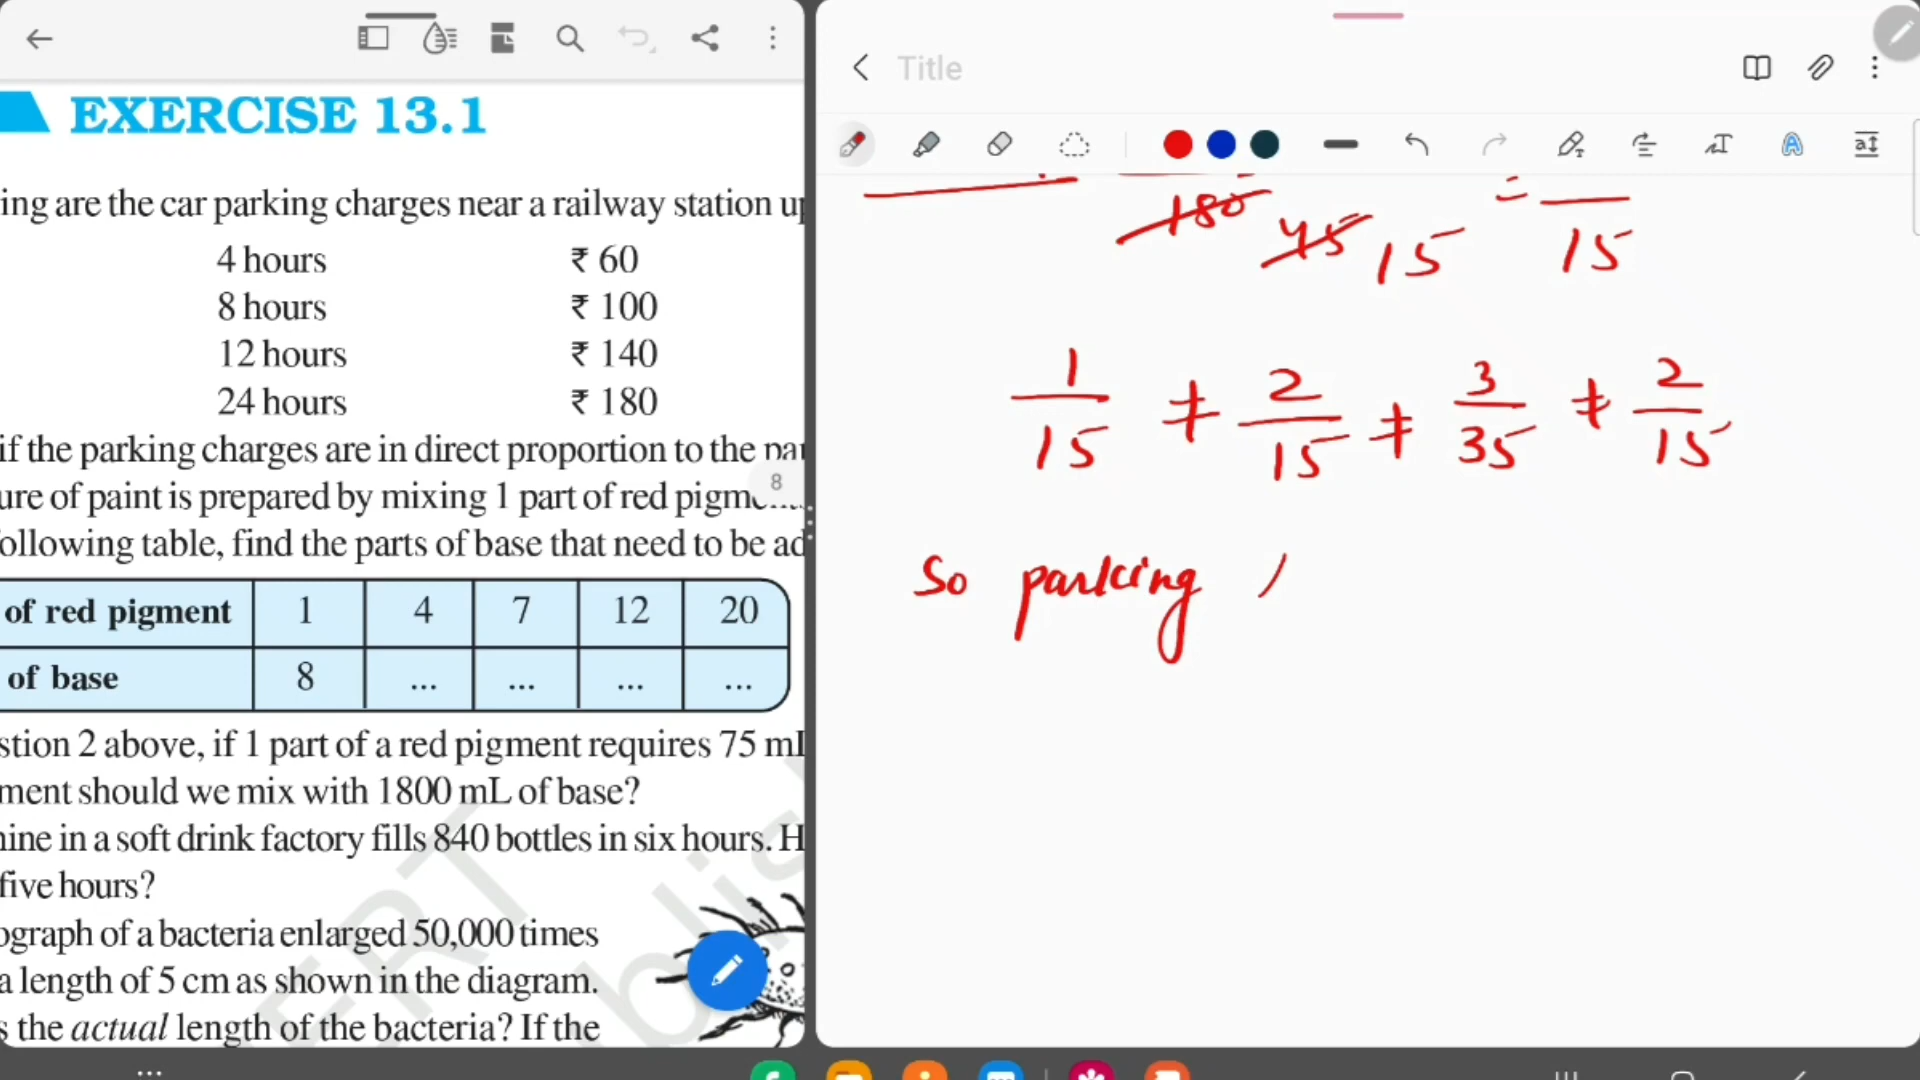 EXERCISE 13.1
ing are the car parking charges near a railway station up
4 hours ₹ 60
8 hours ₹ 100
12 hours ₹ 140
24 hours ₹ 180
if the parking charges are in direct proportion to the par
ure of paint is prepared by mixing 1 part of red pigme
8
ollowing table, find the parts of base that need to be ad
of red pigment 1 4 7 12 20
of base 8 ... ... ... ...
stion 2 above, if 1 part of a red pigment requires 75 mL
ment should we mix with 1800 mL of base?
hine in a soft drink factory fills 840 bottles in six hours. H
five hours?
ograph of a bacteria enlarged 50,000 times
a length of 5 cm as shown in the diagram.
s the actual length of the bacteria? If the
Title
180 45 15 = 15
1/15 ≠ 2/15 ≠ 3/35 ≠ 2/15
So parking